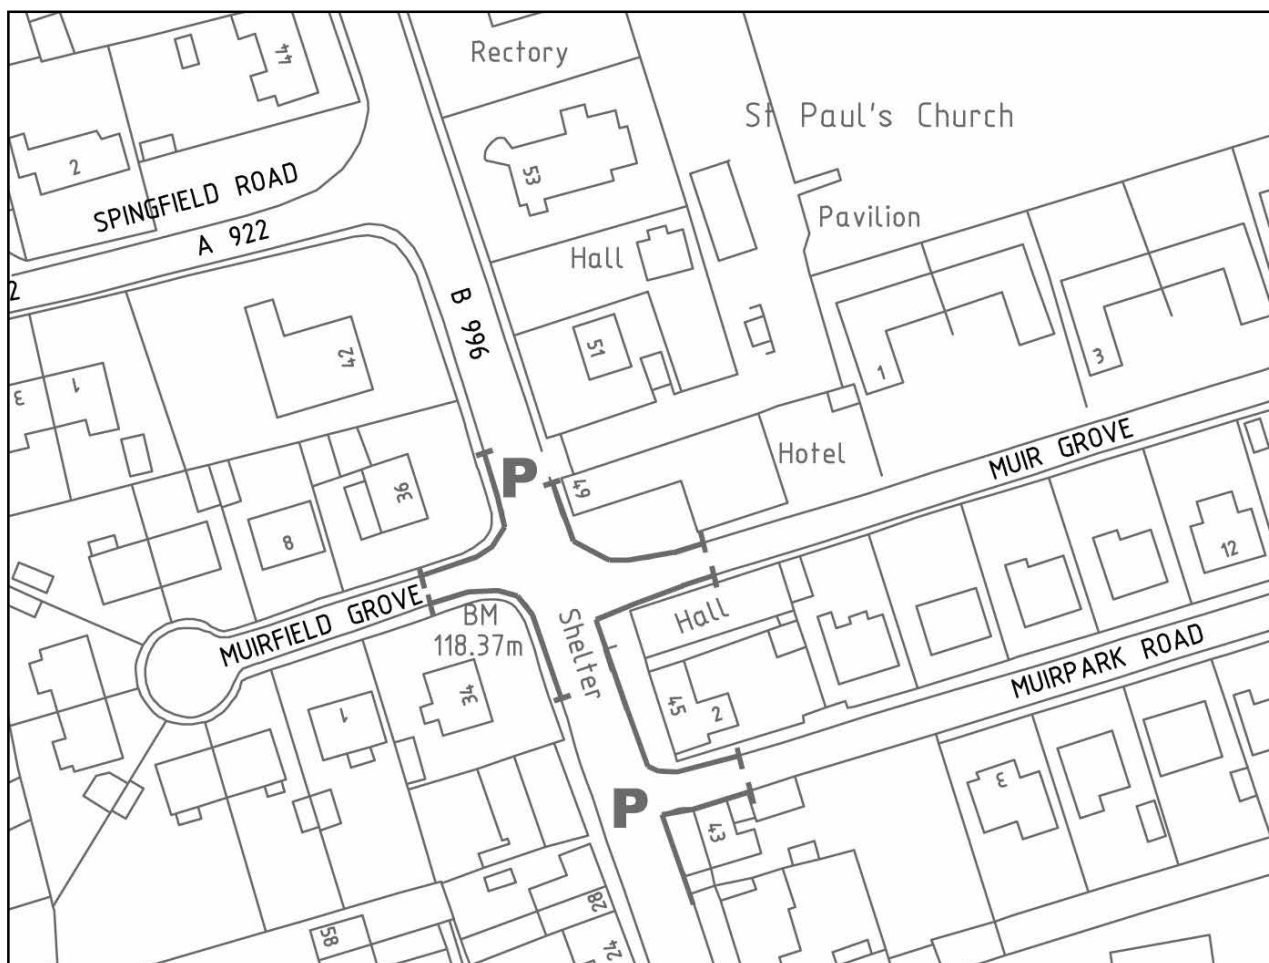 Rectory
44
St Paul's Church
2
53
SPINGFIELD ROAD
Pavilion
A 922
Hall
2
B 996
51
42
1
3
1
3
Hotel
MUIR GROVE
P
49
36
8
12
MUIRFIELD GROVE
BM
118.37m
Shelter
Hall
MUIRPARK ROAD
34
45
2
1
3
P
43
28
58
24